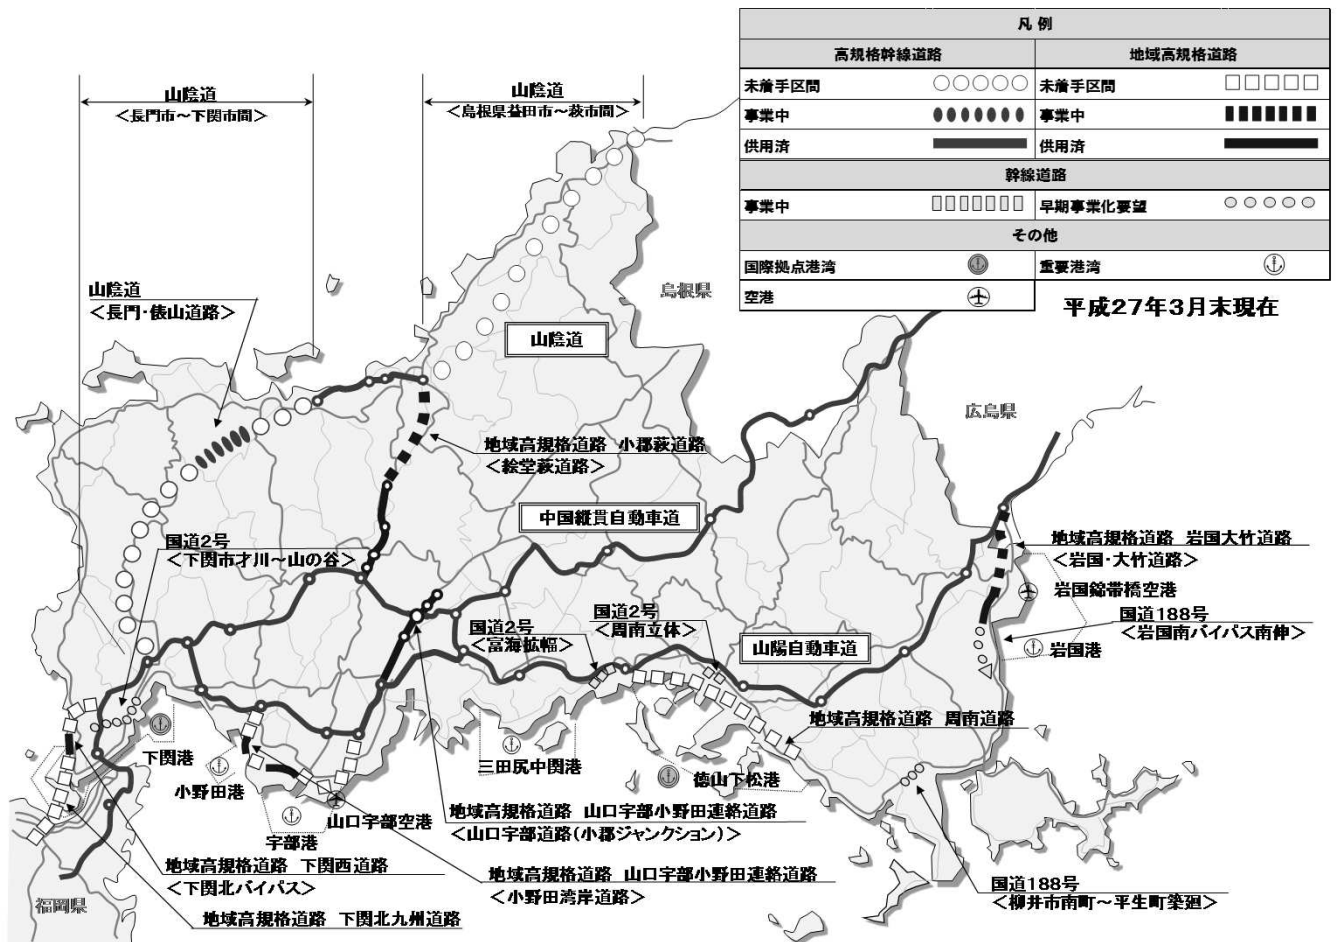 凡 例
高規格幹線道路
地域高規格道路
未着手区間
未着手区間
事業中
事業中
供用済
供用済
幹線道路
事業中
早期事業化要望
その他
国際拠点港湾
重要港湾
空港
平成27年3月末現在
山陰道
＜長門市～下関市間＞
山陰道
＜島根県益田市～萩市間＞
山陰道
＜長門・俵山道路＞
島根県
山陰道
広島県
地域高規格道路 小郡萩道路
＜絵堂萩道路＞
中国縦貫自動車道
国道2号
＜下関市才川～山の谷＞
地域高規格道路 岩国大竹道路
＜岩国・大竹道路＞
岩国錦帯橋空港
国道2号
＜周南立体＞
国道188号
＜岩国南バイパス南伸＞
国道2号
＜富海拡幅＞
山陽自動車道
岩国港
地域高規格道路 周南道路
下関港
三田尻中関港
徳山下松港
小野田港
地域高規格道路 山口宇部小野田連絡道路
＜山口宇部道路(小郡ジャンクション)＞
山口宇部空港
宇部港
地域高規格道路 下関西道路
＜下関北バイパス＞
地域高規格道路 山口宇部小野田連絡道路
＜小野田湾岸道路＞
国道188号
＜柳井市南町～平生町築廻＞
福岡県
地域高規格道路 下関北九州道路